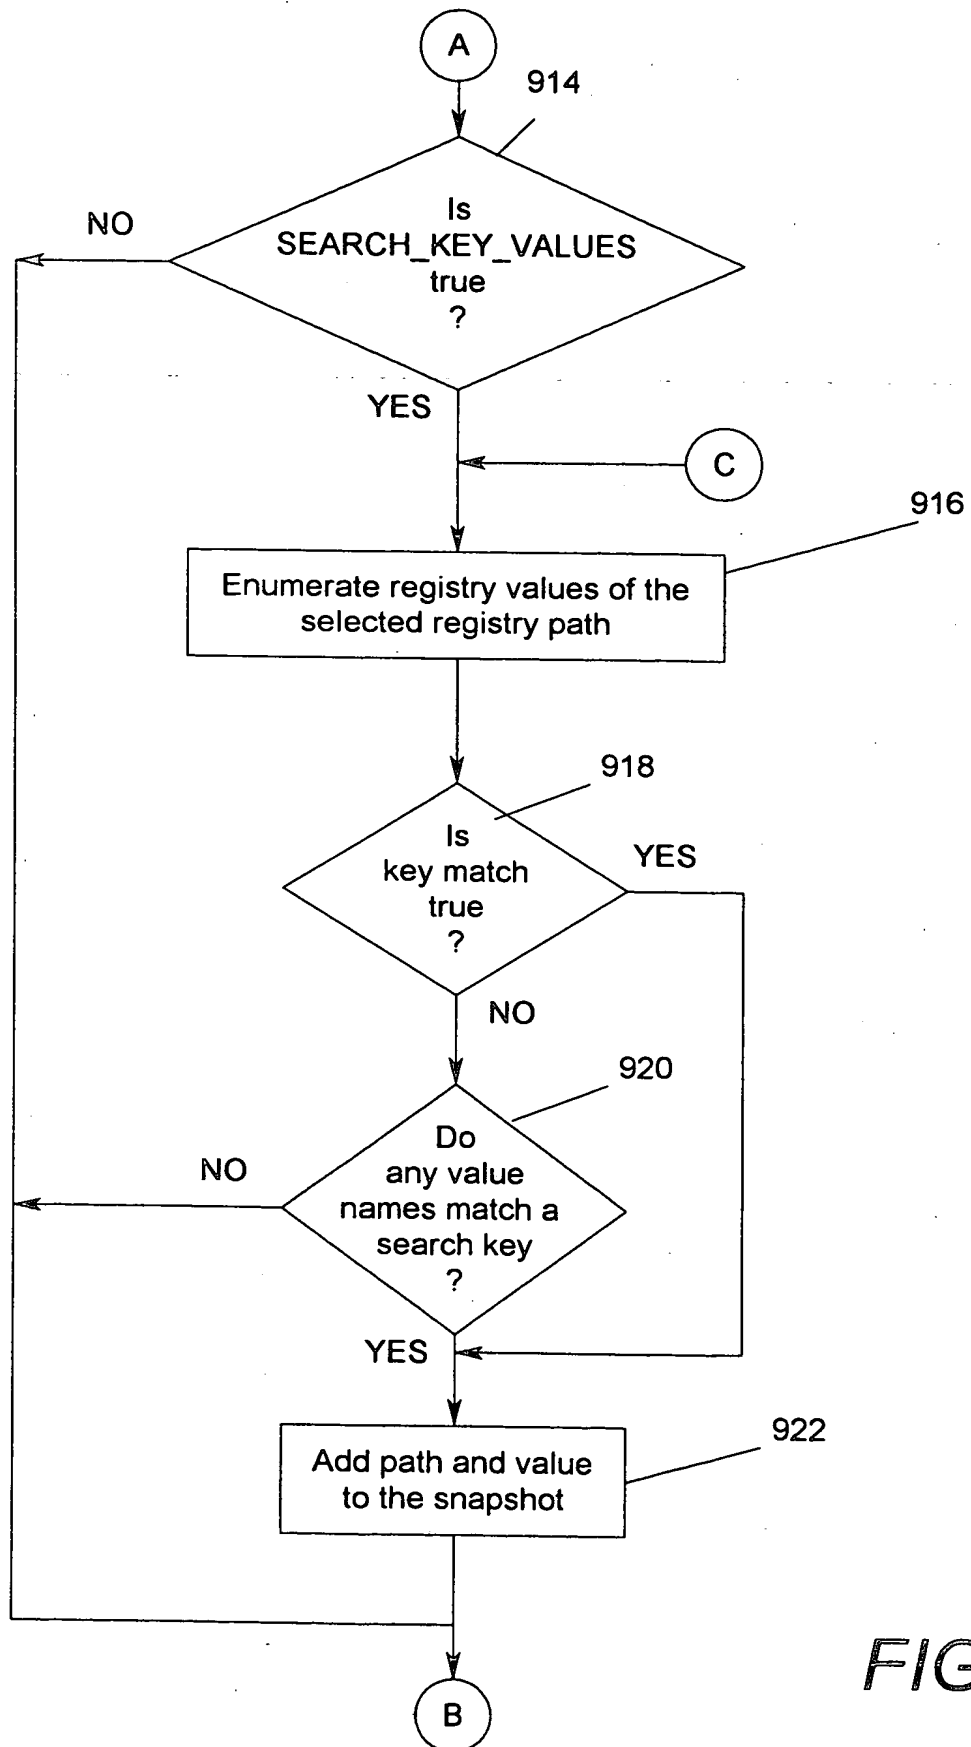 A
914
NO
Is
SEARCH_KEY_VALUES
true
?
YES
C
916
Enumerate registry values of the
selected registry path
918
Is
key match
true
?
YES
NO
920
Do
any value
names match a
search key
?
NO
YES
922
Add path and value
to the snapshot
FIG
B